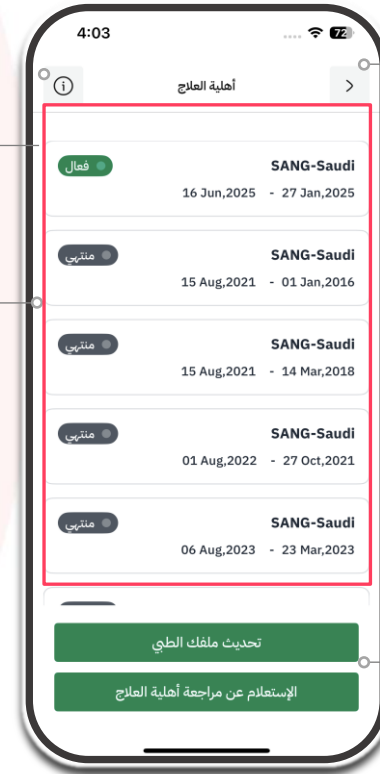 4:03
72
أهلية العلاج
SANG-Saudi
فعال
27 Jan,2025 - 16 Jun,2025
SANG-Saudi
منتهي
01 Jan,2016 - 15 Aug,2021
SANG-Saudi
منتهي
14 Mar,2018 - 15 Aug,2021
SANG-Saudi
منتهي
27 Oct,2021 - 01 Aug,2022
SANG-Saudi
منتهي
23 Mar,2023 - 06 Aug,2023
تحديث ملفك الطبي
الإستعلام عن مراجعة أهلية العلاج